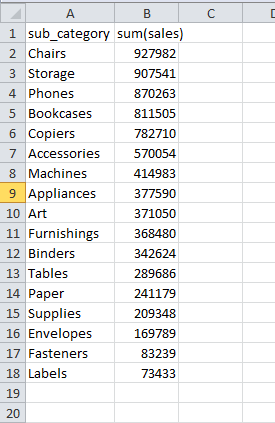 A B C
1 sub_category sum(sales)
2 Chairs 927982
3 Storage 907541
4 Phones 870263
5 Bookcases 811505
6 Copiers 782710
7 Accessories 570054
8 Machines 414983
9 Appliances 377590
10 Art 371050
11 Furnishings 368480
12 Binders 342624
13 Tables 289686
14 Paper 241179
15 Supplies 209348
16 Envelopes 169789
17 Fasteners 83239
18 Labels 73433
19
20